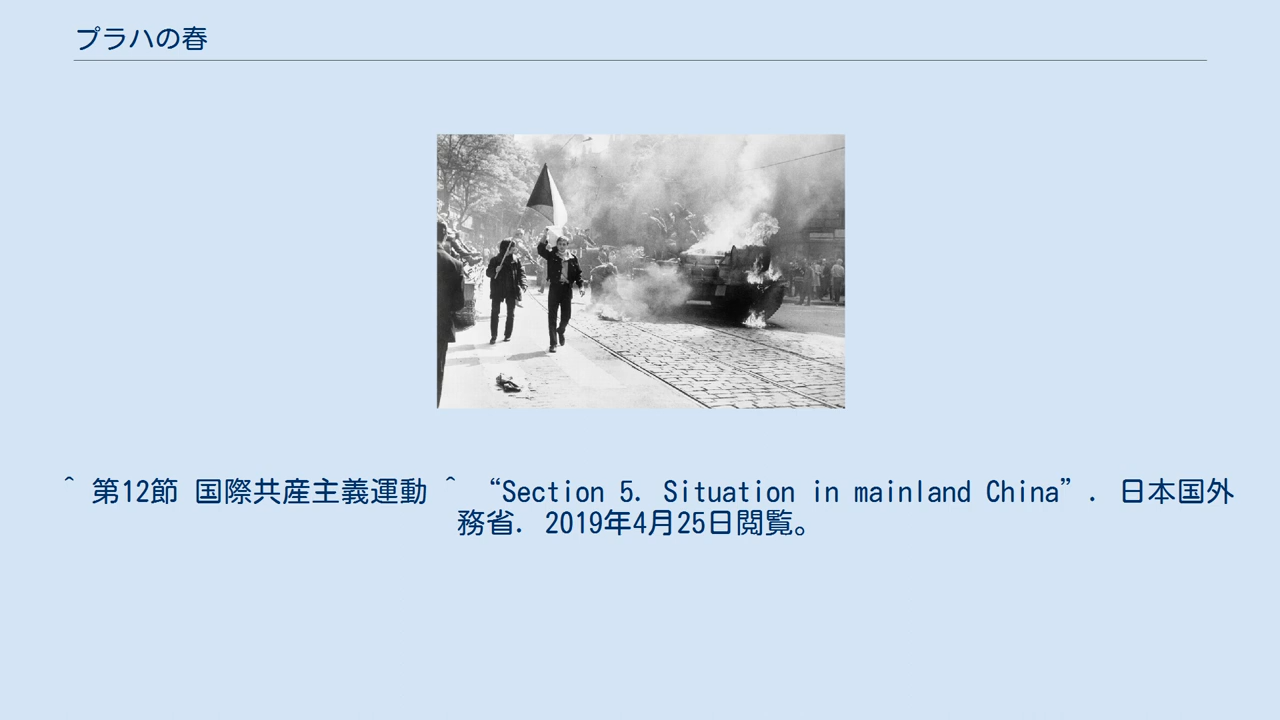 プラハの春
^ 第12節 国際共産主義運動 ^ “Section 5. Situation in mainland China”. 日本国外
務省. 2019年4月25日閲覧。